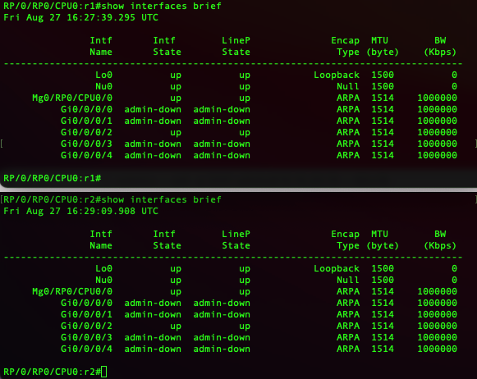 RP/0/RP0/CPU0:r1#show interfaces brief
Fri Aug 27 16:27:39.295 UTC
Intf Intf LineP Encap MTU BW
Name State State Type (byte) (Kbps)
--------------------------------------------------------------------------------
Lo0 up up Loopback 1500 0
Nu0 up up Null 1500 0
Mg0/RP0/CPU0/0 up up ARPA 1514 1000000
Gi0/0/0/0 admin-down admin-down ARPA 1514 1000000
Gi0/0/0/1 admin-down admin-down ARPA 1514 1000000
Gi0/0/0/2 up up ARPA 1514 1000000
Gi0/0/0/3 admin-down admin-down ARPA 1514 1000000
Gi0/0/0/4 admin-down admin-down ARPA 1514 1000000
RP/0/RP0/CPU0:r1#
RP/0/RP0/CPU0:r2#show interfaces brief
Fri Aug 27 16:29:09.908 UTC
Intf Intf LineP Encap MTU BW
Name State State Type (byte) (Kbps)
--------------------------------------------------------------------------------
Lo0 up up Loopback 1500 0
Nu0 up up Null 1500 0
Mg0/RP0/CPU0/0 up up ARPA 1514 1000000
Gi0/0/0/0 admin-down admin-down ARPA 1514 1000000
Gi0/0/0/1 admin-down admin-down ARPA 1514 1000000
Gi0/0/0/2 up up ARPA 1514 1000000
Gi0/0/0/3 admin-down admin-down ARPA 1514 1000000
Gi0/0/0/4 admin-down admin-down ARPA 1514 1000000
RP/0/RP0/CPU0:r2#